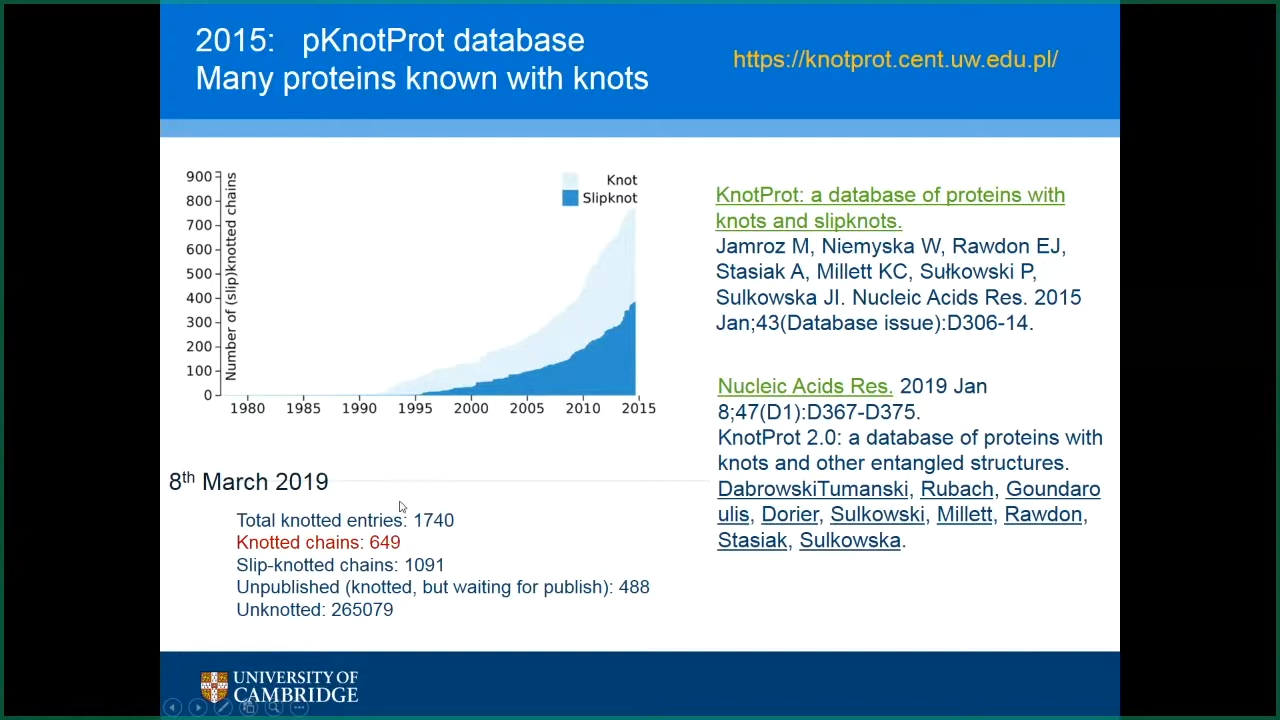 2015: pKnotProt database
Many proteins known with knots
https://knotprot.cent.uw.edu.pl/
900
800
700
600
500
400
300
200
100
0
Number of (slip)knotted chains
Knot
Slipknot
1980 1985 1990 1995 2000 2005 2010 2015
KnotProt: a database of proteins with
knots and slipknots.
Jamroz M, Niemyska W, Rawdon EJ,
Stasiak A, Millett KC, Sułkowski P,
Sulkowska JI. Nucleic Acids Res. 2015
Jan;43(Database issue):D306-14.
Nucleic Acids Res. 2019 Jan
8;47(D1):D367-D375.
KnotProt 2.0: a database of proteins with
knots and other entangled structures.
DabrowskiTumanski, Rubach, Goundaro
ulis, Dorier, Sulkowski, Millett, Rawdon,
Stasiak, Sulkowska.
8th March 2019
Total knotted entries: 1740
Knotted chains: 649
Slip-knotted chains: 1091
Unpublished (knotted, but waiting for publish): 488
Unknotted: 265079
UNIVERSITY OF
CAMBRIDGE